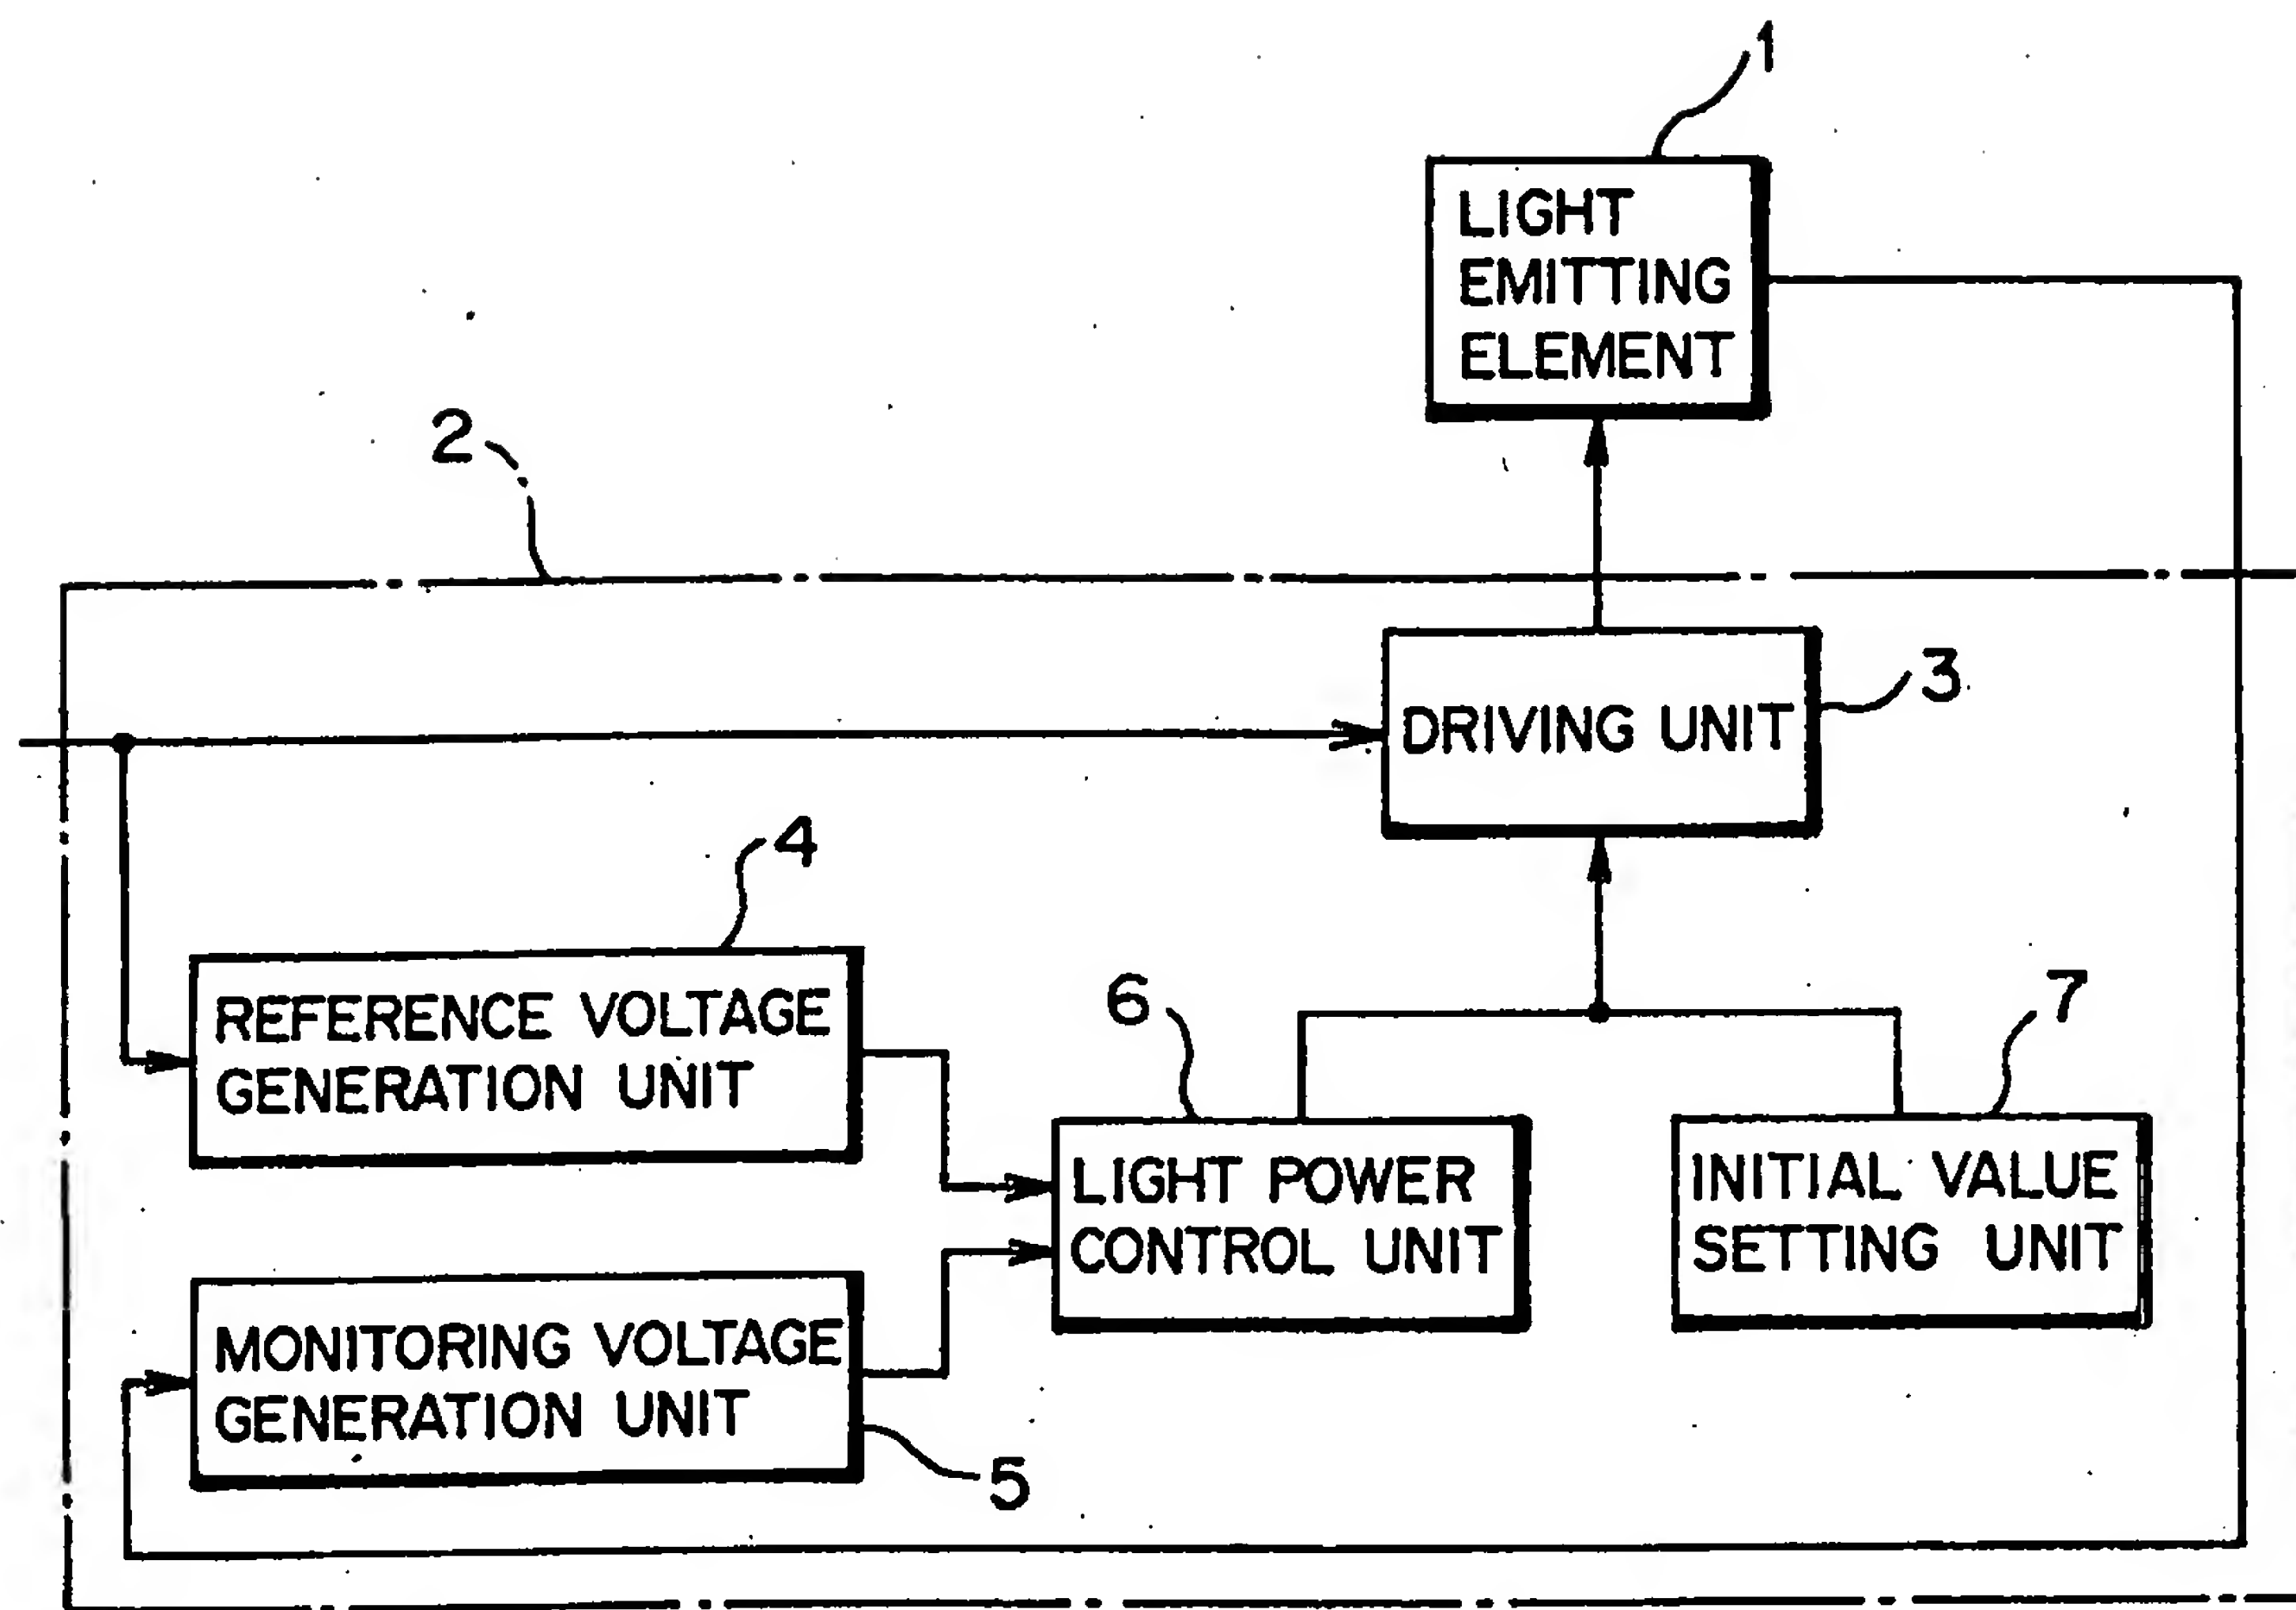 1
LIGHT
EMITTING
ELEMENT
2
DRIVING UNIT
3
4
REFERENCE VOLTAGE
GENERATION UNIT
6
7
LIGHT POWER
CONTROL UNIT
INITIAL VALUE
SETTING UNIT
MONITORING VOLTAGE
GENERATION UNIT
5